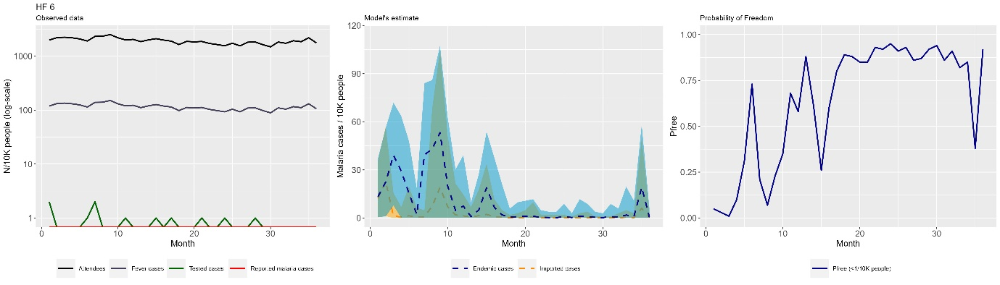 HF 6
Observed data
N/10K people (log-scale)
1000
100
10
1
0 10 20 30
Month
Attendees Fever cases Tested cases Reported malaria cases
Model's estimate
Malaria cases / 10K people
120
90
60
30
0
0 10 20 30
Month
Endemic cases Imported cases
Probability of Freedom
Pfree
1.00
0.75
0.50
0.25
0.00
0 10 20 30
Month
Pfree (<1/10K people)